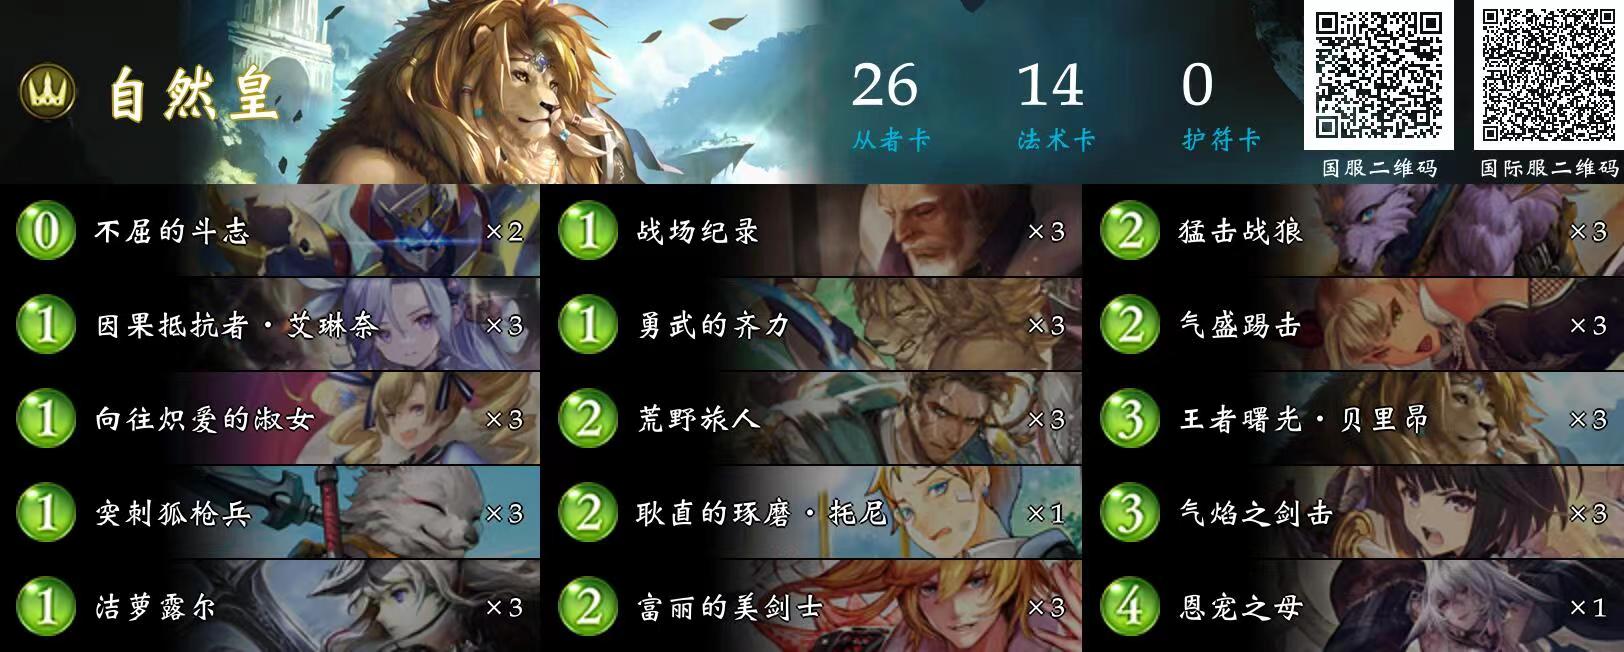 自然皇
26 14 0
从者卡 法术卡 护符卡
国服二维码 国际服二维码
0 不屈的斗志 ×2
1 因果抵抗者·艾琳奈 ×3
1 向往炽爱的淑女 ×3
1 突刺狐枪兵 ×3
1 洁萝露尔 ×3
1 战场纪录 ×3
1 勇武的齐力 ×3
2 荒野旅人 ×3
2 耿直的琢磨·托尼 ×1
2 富丽的美剑士 ×3
2 猛击战狼 ×3
2 气盛踢击 ×3
3 王者曙光·贝里昂 ×3
3 气焰之剑击 ×3
4 恩宠之母 ×1